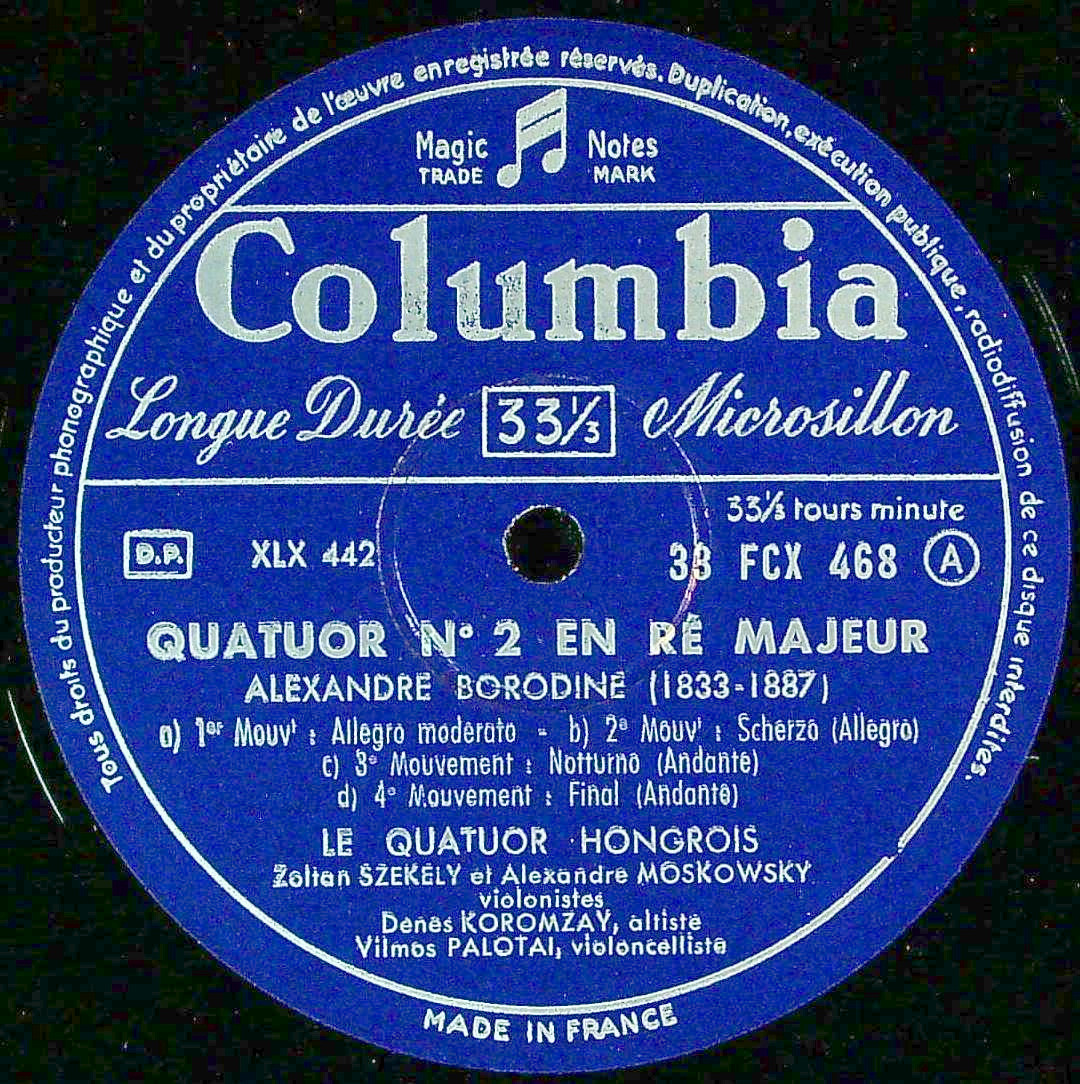 Tous droits du producteur phonographique et du propriétaire de l'œuvre enregistrée réservés. Duplication, exécution publique, radiodiffusion de ce disque interdites.
Magic Notes
TRADE MARK
Columbia
Longue Durée 33⅓ Microsillon
33⅓ tours minute
D.P. XLX 442 33 FCX 468 A
QUATUOR N° 2 EN RÉ MAJEUR
ALEXANDRE BORODINE (1833-1887)
a) 1er Mouvt : Allegro moderato - b) 2e Mouvt : Scherzo (Allegro)
c) 3e Mouvement : Notturno (Andante)
d) 4e Mouvement : Final (Andante)
LE QUATUOR HONGROIS
Zoltan SZEKELY et Alexandre MOSKOWSKY
violonistes
Denes KOROMZAY, altiste
Vilmos PALOTAI, violoncelliste
MADE IN FRANCE